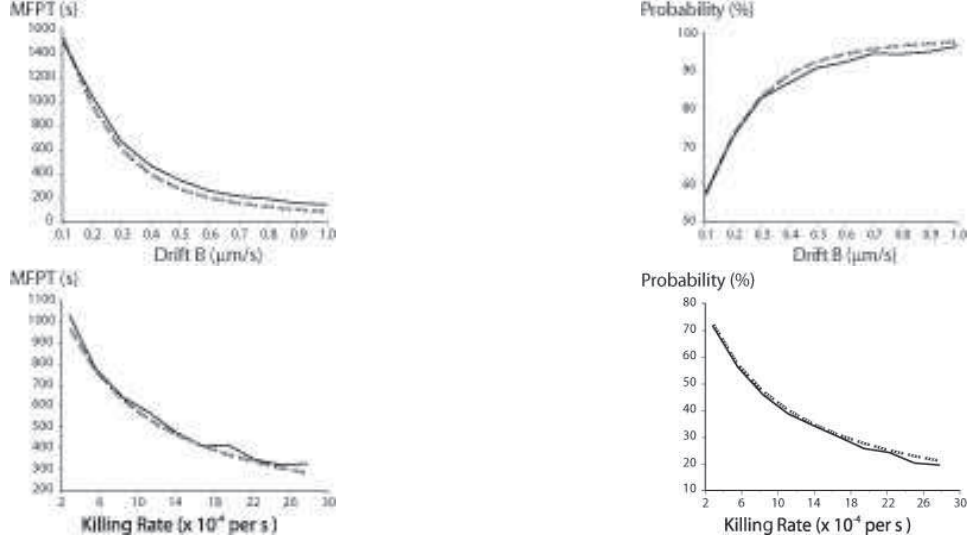 MFPT (s)
1600
1400
1200
1000
800
600
400
200
0
0.1 0.2 0.3 0.4 0.5 0.6 0.7 0.8 0.9 1.0
Drift B (μm/s)
Probability (%)
100
90
80
70
60
50
0.1 0.2 0.3 0.4 0.5 0.6 0.7 0.8 0.9 1.0
Drift B (μm/s)
MFPT (s)
1100
1000
900
800
700
600
500
400
300
200
2 6 10 14 18 22 26 30
Killing Rate (x 10⁻⁴ per s )
Probability (%)
80
70
60
50
40
30
20
10
2 6 10 14 18 22 26 30
Killing Rate (x 10⁻⁴ per s )